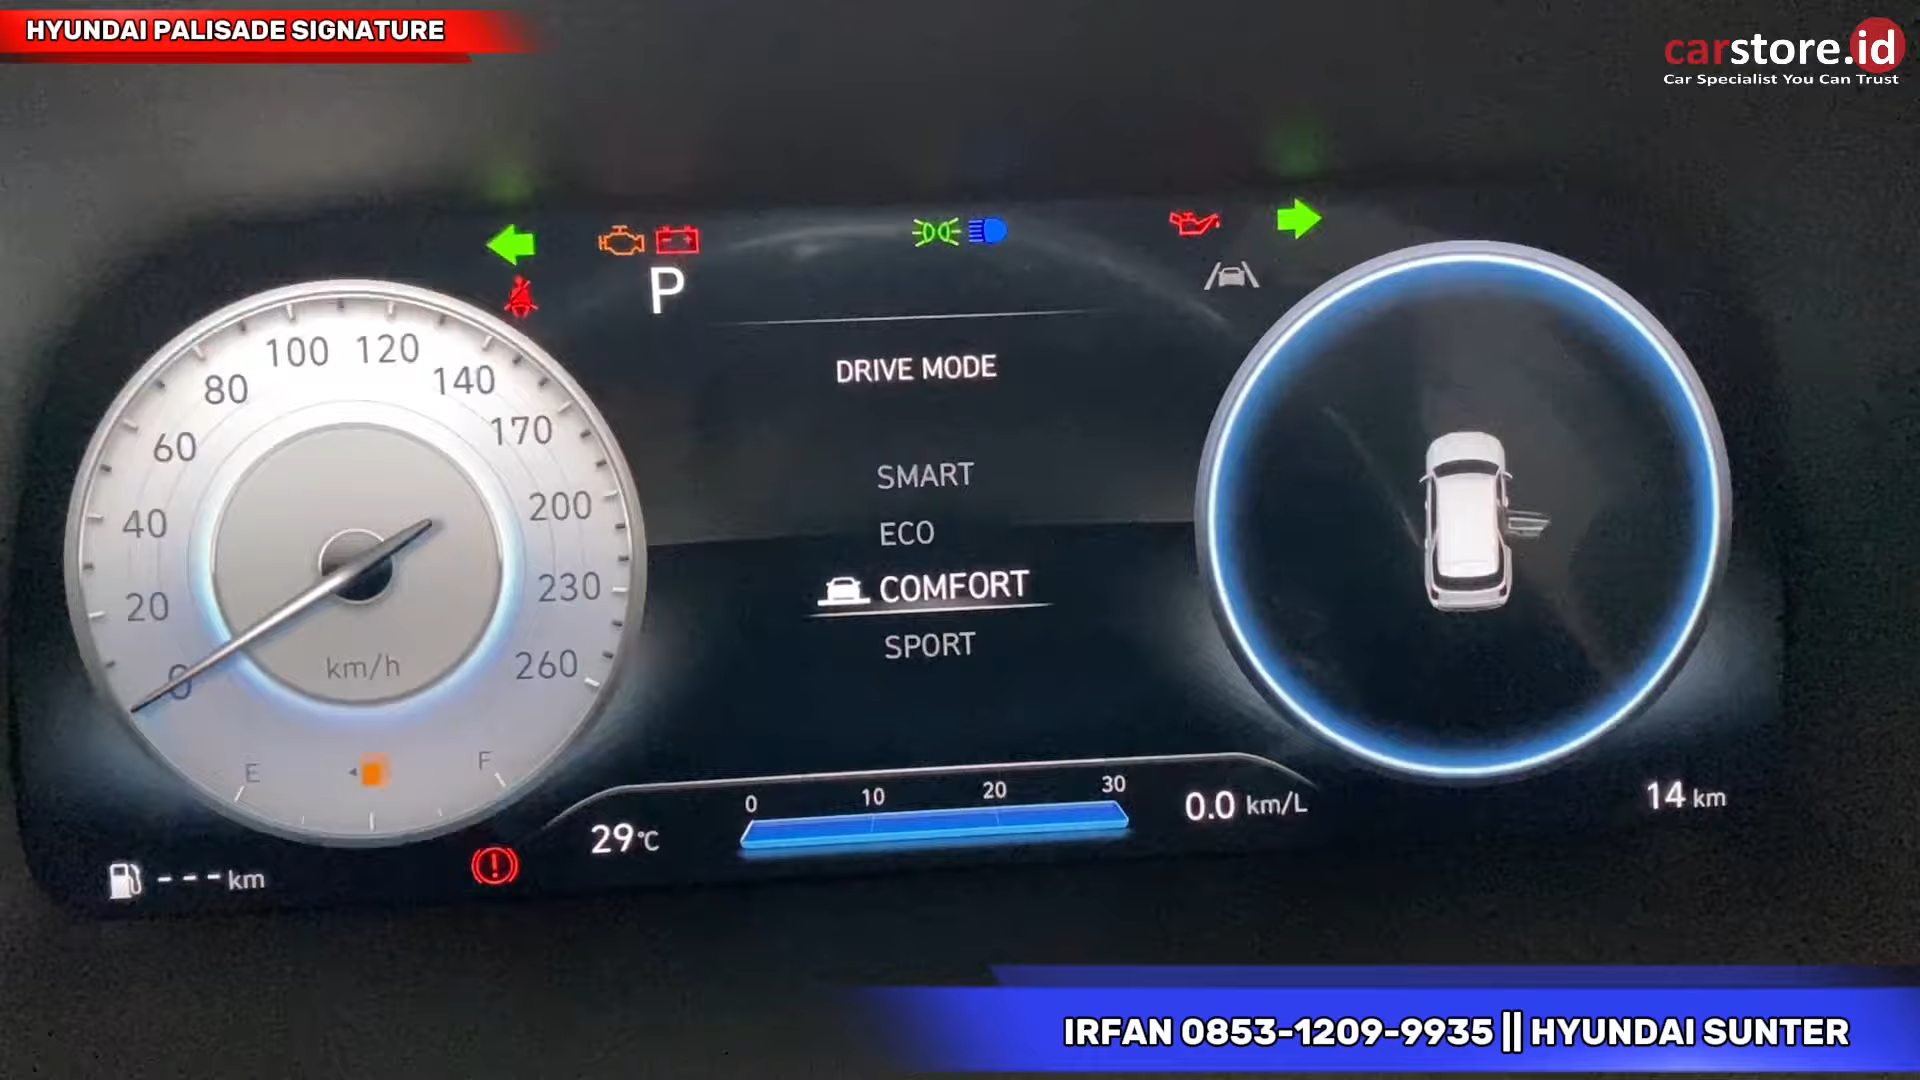 HYUNDAI PALISADE SIGNATURE
carstore.id
Car Specialist You Can Trust
P
DRIVE MODE
SMART
ECO
COMFORT
SPORT
0
20
40
60
80
100
120
140
170
200
230
260
km/h
E
F
--- km
29°C
0
10
20
30
0.0 km/L
14 km
IRFAN 0853-1209-9935 || HYUNDAI SUNTER